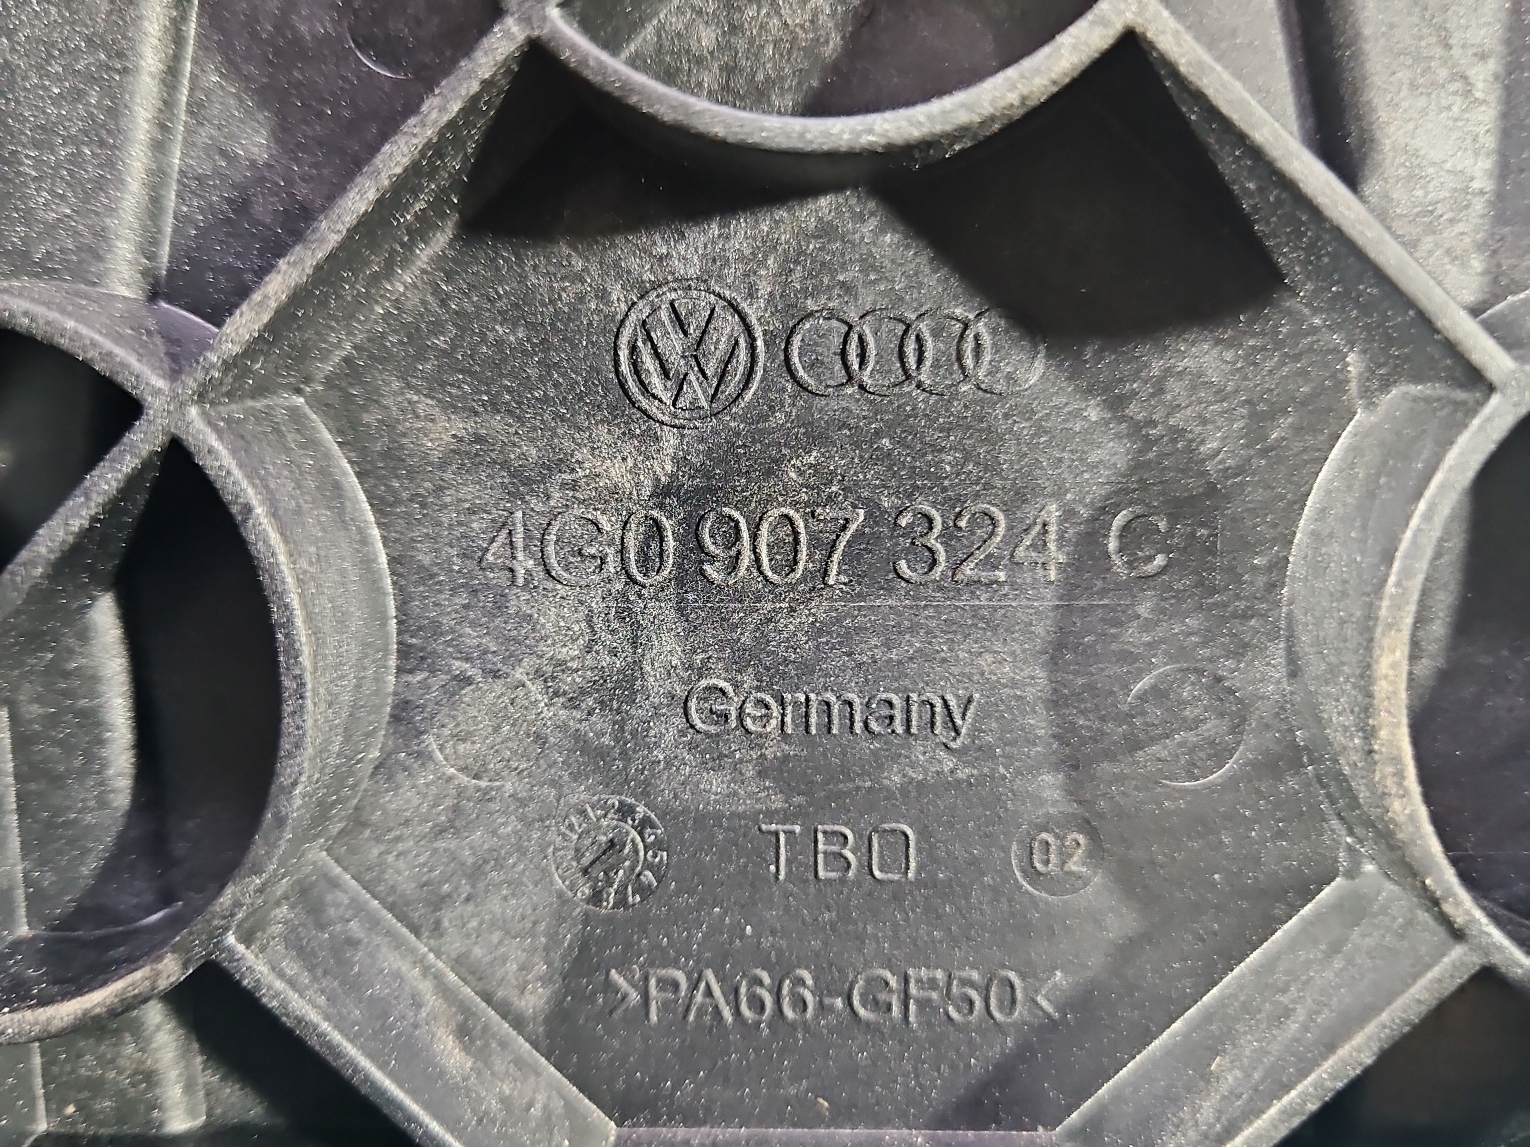 4G0 907 324 C
Germany
TBO 02
>PA66-GF50<